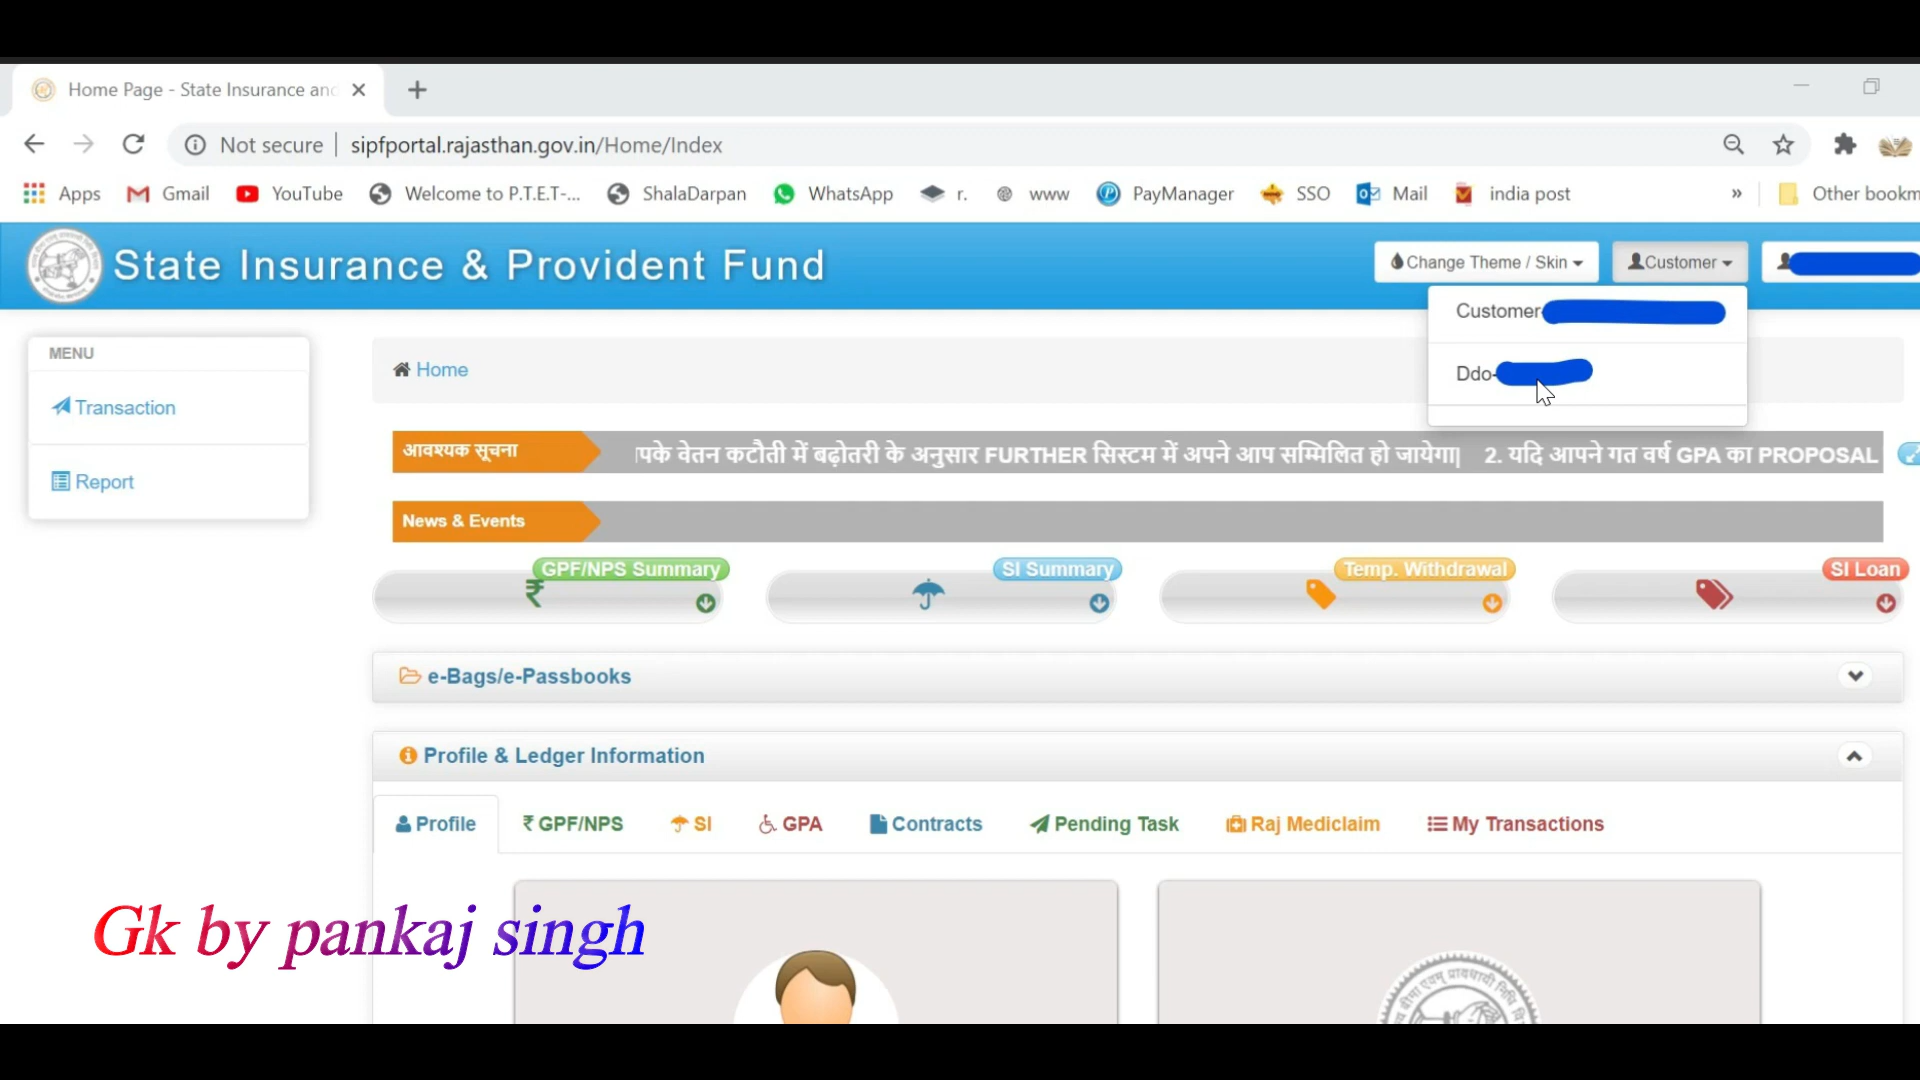 Home Page - State Insurance and
Not secure | sipfportal.rajasthan.gov.in/Home/Index
Apps Gmail YouTube Welcome to P.T.E.T-... ShalaDarpan WhatsApp r. www PayManager SSO Mail india post » Other bookm
State Insurance & Provident Fund
Change Theme / Skin
Customer
Customer-
Ddo-
MENU
Transaction
Report
Home
आवश्यक सूचना
पके वेतन कटौती में बढ़ोतरी के अनुसार FURTHER सिस्टम में अपने आप सम्मिलित हो जायेगा| 2. यदि आपने गत वर्ष GPA का PROPOSAL
News & Events
GPF/NPS Summary
SI Summary
Temp. Withdrawal
SI Loan
e-Bags/e-Passbooks
Profile & Ledger Information
Profile ₹ GPF/NPS SI GPA Contracts Pending Task Raj Mediclaim My Transactions
Gk by pankaj singh